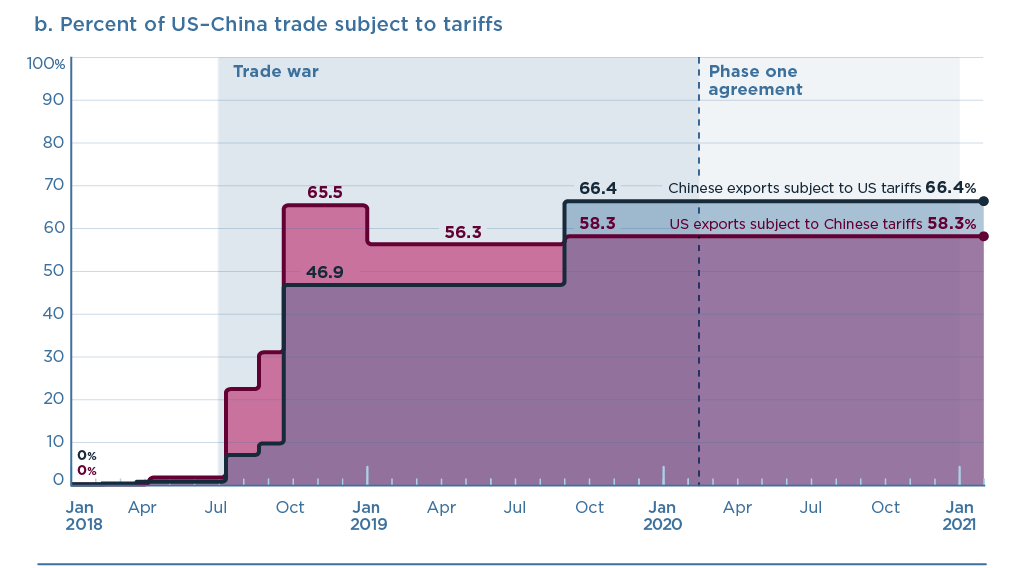 b. Percent of US–China trade subject to tariffs
100%
Trade war
Phase one
agreement
90
80
70
65.5
66.4
Chinese exports subject to US tariffs 66.4%
60
56.3
58.3
US exports subject to Chinese tariffs 58.3%
50
46.9
40
30
20
10
0%
0%
0
Jan Apr Jul Oct Jan Apr Jul Oct Jan Apr Jul Oct Jan
2018 2019 2020 2021